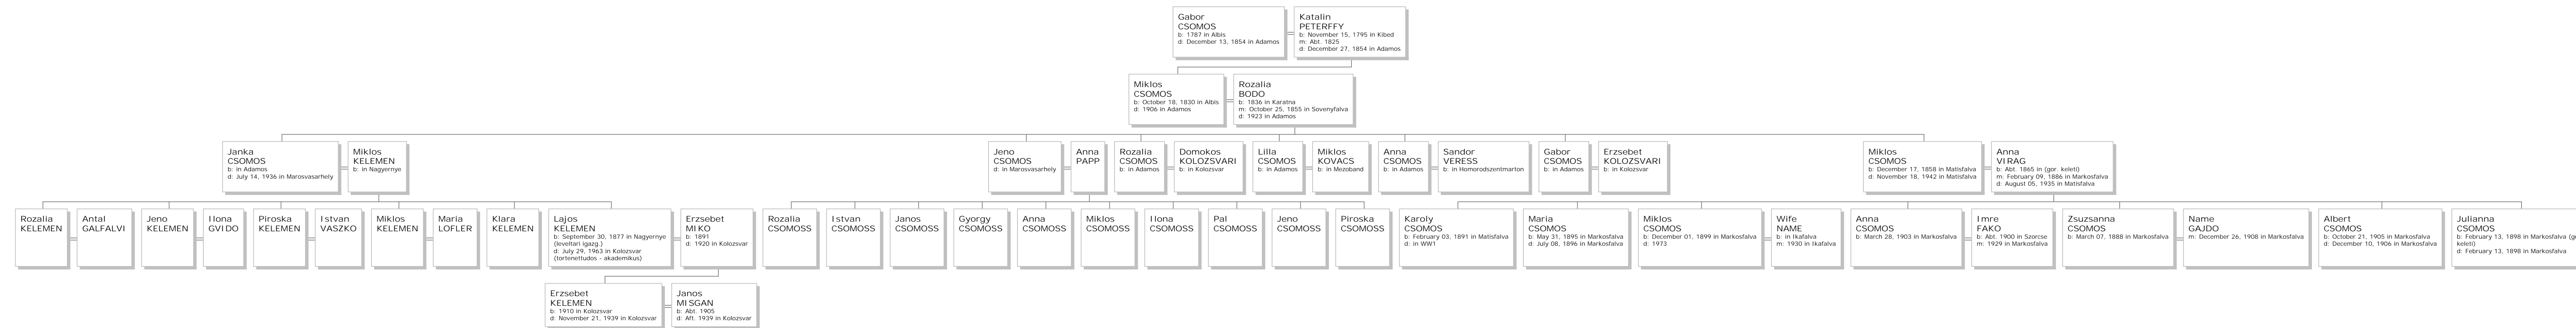 Gabor
CSOMOS
b: 1787 in Albis
d: December 13, 1854 in Adamos
Katalin
PETERFFY
b: November 15, 1795 in Kibed
m: Abt. 1825
d: December 27, 1854 in Adamos
Miklos
CSOMOS
b: October 18, 1830 in Albis
d: 1906 in Adamos
Rozalia
BODO
b: 1836 in Karatna
m: October 25, 1855 in Sovenyfalva
d: 1923 in Adamos
Janka
CSOMOS
b: in Adamos
d: July 14, 1936 in Marosvasarhely
Miklos
KELEMEN
b: in Nagyernye
Jeno
CSOMOS
d: in Marosvasarhely
Anna
PAPP
Rozalia
CSOMOS
b: in Adamos
Domokos
KOLOZSVARI
b: in Kolozsvar
Lilla
CSOMOS
b: in Adamos
Miklos
KOVACS
b: in Mezoband
Anna
CSOMOS
b: in Adamos
Sandor
VERESS
b: in Homorodszentmarton
Gabor
CSOMOS
b: in Adamos
Erzsebet
KOLOZSVARI
b: in Kolozsvar
Miklos
CSOMOS
b: December 17, 1858 in Matisfalva
d: November 18, 1942 in Matisfalva
Anna
VIRAG
b: Abt. 1865 in (gor. keleti)
m: February 09, 1886 in Markosfalva
d: August 05, 1935 in Matisfalva
Rozalia
KELEMEN
Antal
GALFALVI
Jeno
KELEMEN
Ilona
GVIDO
Piroska
KELEMEN
Istvan
VASZKO
Miklos
KELEMEN
Maria
LOFLER
Klara
KELEMEN
Lajos
KELEMEN
b: September 30, 1877 in Nagyernye
(leveltari igazg.)
d: July 29, 1963 in Kolozsvar
(tortenettudos - akademikus)
Erzsebet
MIKO
b: 1891
d: 1920 in Kolozsvar
Rozalia
CSOMOSS
Istvan
CSOMOSS
Janos
CSOMOSS
Gyorgy
CSOMOSS
Anna
CSOMOSS
Miklos
CSOMOSS
Ilona
CSOMOSS
Pal
CSOMOSS
Jeno
CSOMOSS
Piroska
CSOMOSS
Karoly
CSOMOS
b: February 03, 1891 in Matisfalva
d: in WW1
Maria
CSOMOS
b: May 31, 1895 in Markosfalva
d: July 08, 1896 in Markosfalva
Miklos
CSOMOS
b: December 01, 1899 in Markosfalva
d: 1973
Wife
NAME
b: in Ikafalva
m: 1930 in Ikafalva
Anna
CSOMOS
b: March 28, 1903 in Markosfalva
Imre
FAKO
b: Abt. 1900 in Szorcse
m: 1929 in Markosfalva
Zsuzsanna
CSOMOS
b: March 07, 1888 in Markosfalva
Name
GAJDO
m: December 26, 1908 in Markosfalva
Albert
CSOMOS
b: October 21, 1905 in Markosfalva
d: December 10, 1906 in Markosfalva
Julianna
CSOMOS
b: February 13, 1898 in Markosfalva (go
keleti)
d: February 13, 1898 in Markosfalva
Erzsebet
KELEMEN
b: 1910 in Kolozsvar
d: November 21, 1939 in Kolozsvar
Janos
MISGAN
b: Abt. 1905
d: Aft. 1939 in Kolozsvar